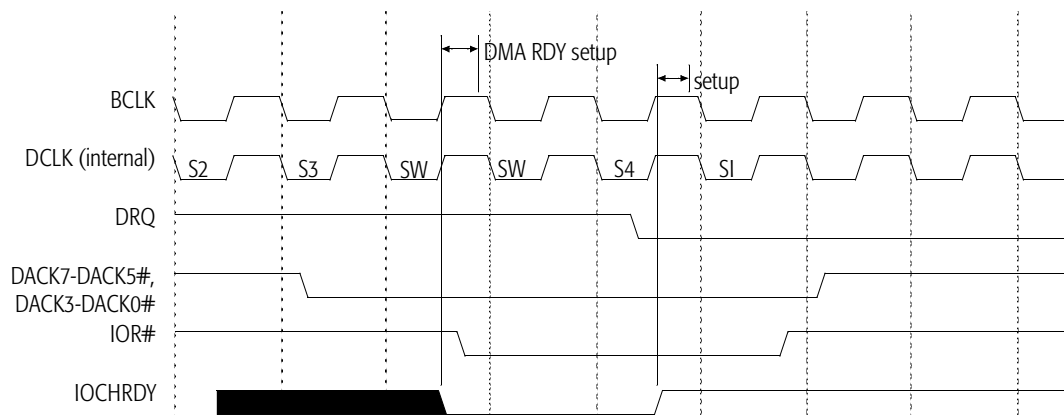 DMA RDY setup
setup
BCLK
DCLK (internal)
S2 S3 SW SW S4 SI
DRQ
DACK7-DACK5#,
DACK3-DACK0#
IOR#
IOCHRDY